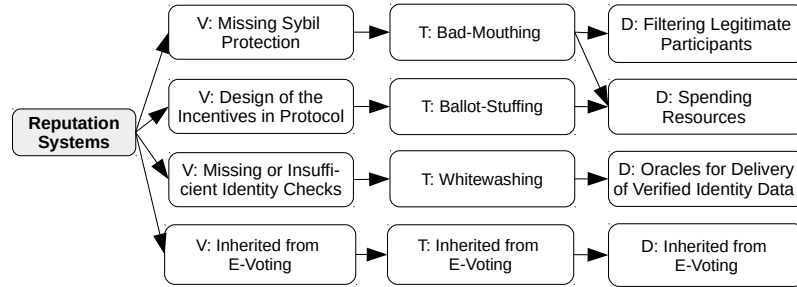 V: Missing Sybil
Protection
T: Bad-Mouthing
D: Filtering Legitimate
Participants
V: Design of the
Incentives in Protocol
T: Ballot-Stuffing
D: Spending
Resources
Reputation
Systems
V: Missing or Insuffi-
cient Identity Checks
T: Whitewashing
D: Oracles for Delivery
of Verified Identity Data
V: Inherited from
E-Voting
T: Inherited from
E-Voting
D: Inherited from
E-Voting